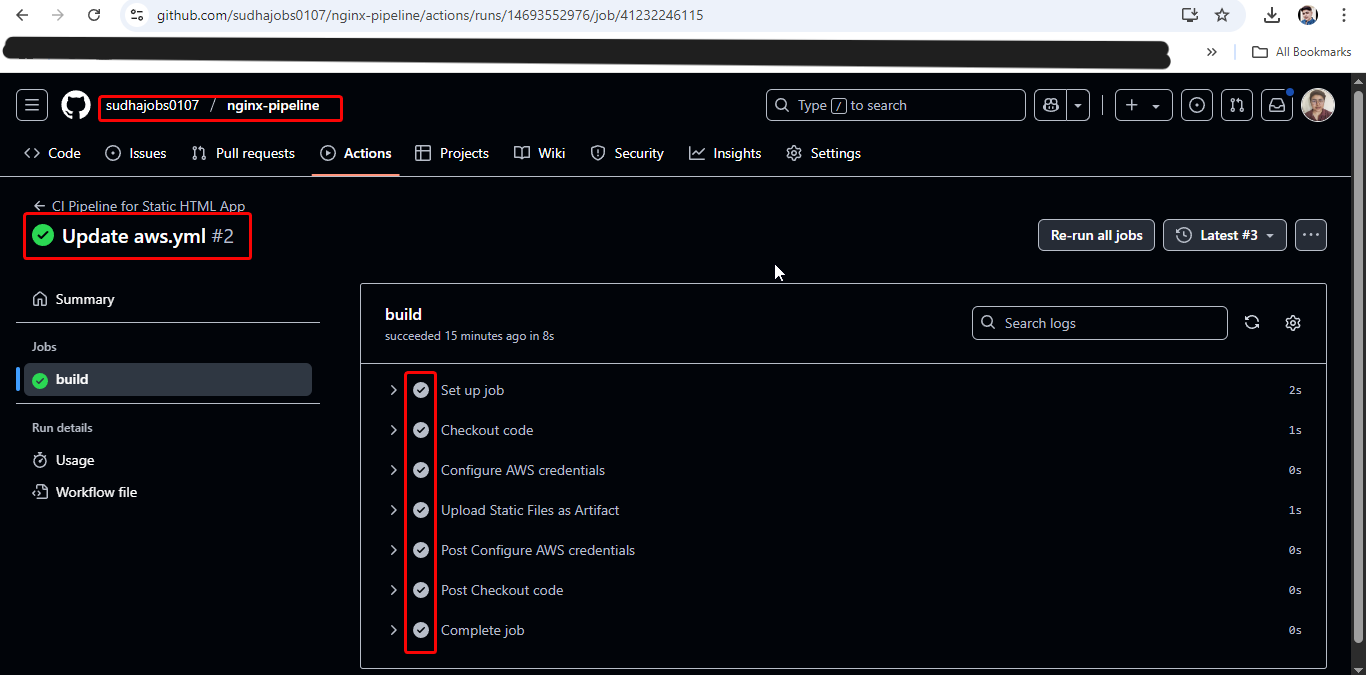 github.com/sudhajobs0107/nginx-pipeline/actions/runs/14693552976/job/41232246115
All Bookmarks
sudhajobs0107 / nginx-pipeline
Type / to search
Code Issues Pull requests Actions Projects Wiki Security Insights Settings
CI Pipeline for Static HTML App
Update aws.yml #2
Re-run all jobs
Latest #3
Summary
Jobs
build
Run details
Usage
Workflow file
build
succeeded 15 minutes ago in 8s
Search logs
Set up job 2s
Checkout code 1s
Configure AWS credentials 0s
Upload Static Files as Artifact 1s
Post Configure AWS credentials 0s
Post Checkout code 0s
Complete job 0s